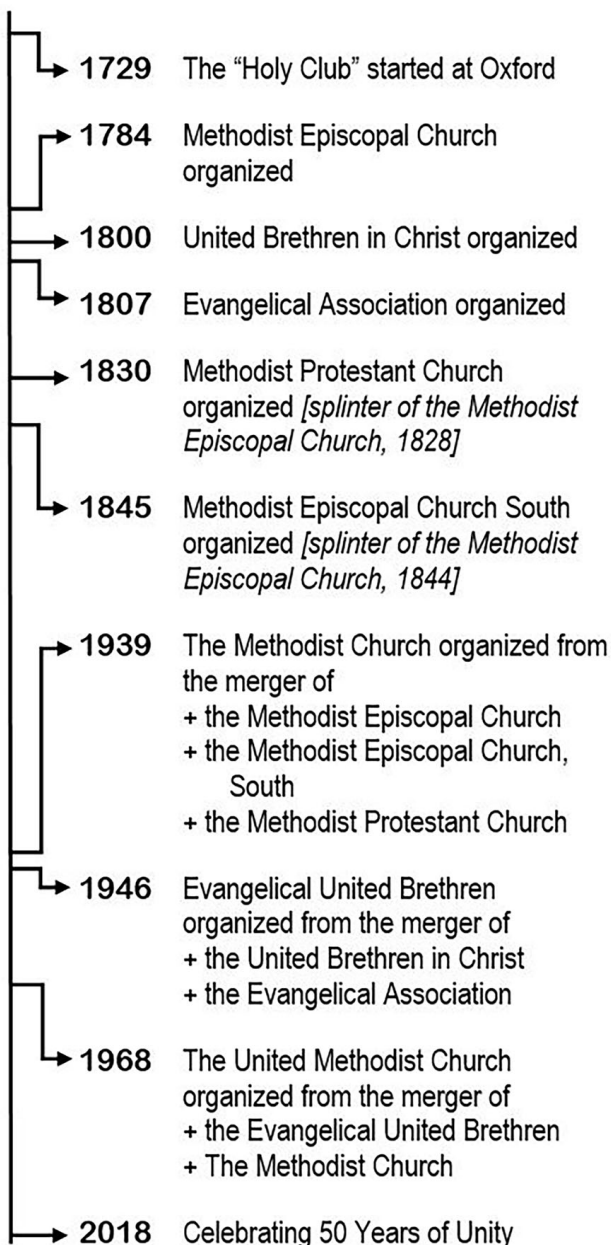 1729 The “Holy Club” started at Oxford
1784 Methodist Episcopal Church
organized
1800 United Brethren in Christ organized
1807 Evangelical Association organized
1830 Methodist Protestant Church
organized [splinter of the Methodist
Episcopal Church, 1828]
1845 Methodist Episcopal Church South
organized [splinter of the Methodist
Episcopal Church, 1844]
1939 The Methodist Church organized from
the merger of
+ the Methodist Episcopal Church
+ the Methodist Episcopal Church,
South
+ the Methodist Protestant Church
1946 Evangelical United Brethren
organized from the merger of
+ the United Brethren in Christ
+ the Evangelical Association
1968 The United Methodist Church
organized from the merger of
+ the Evangelical United Brethren
+ The Methodist Church
2018 Celebrating 50 Years of Unity